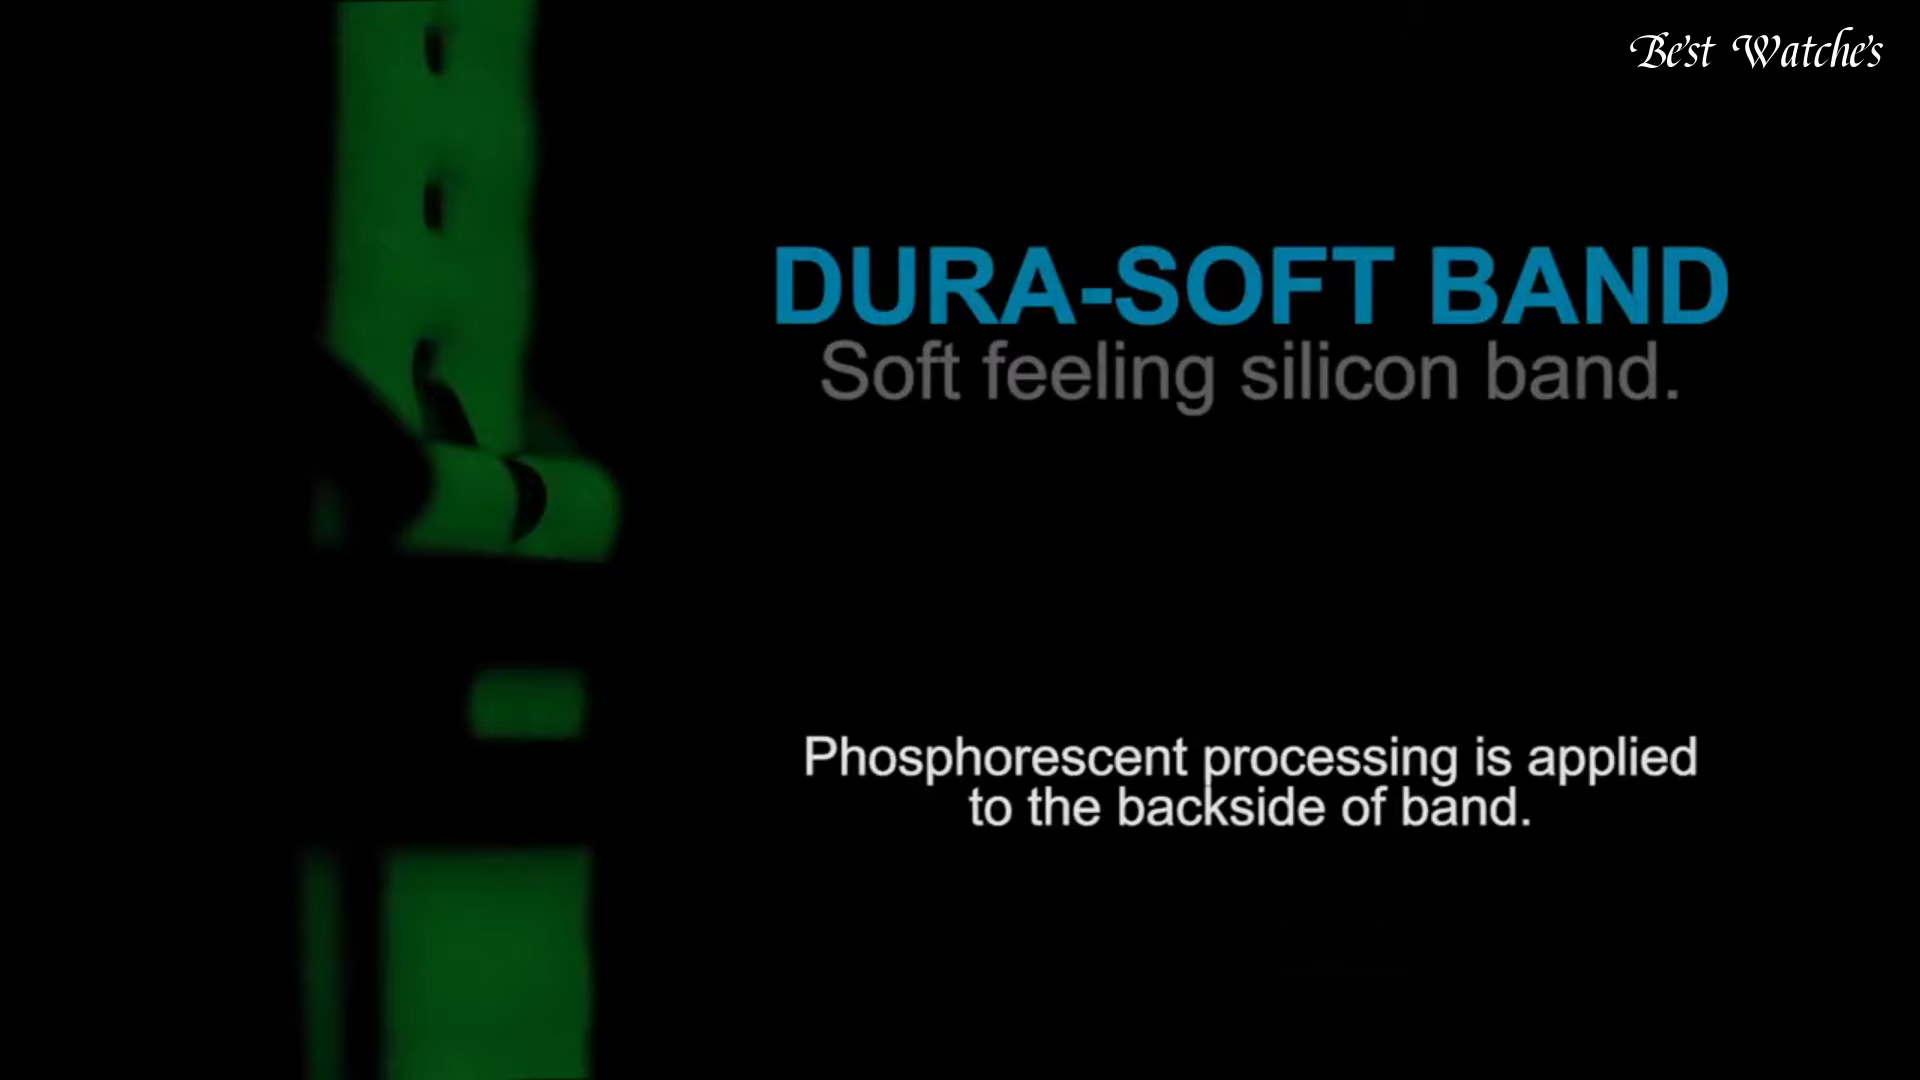 Be'st Watche's
DURA-SOFT BAND
Soft feeling silicon band.
Phosphorescent processing is applied
to the backside of band.